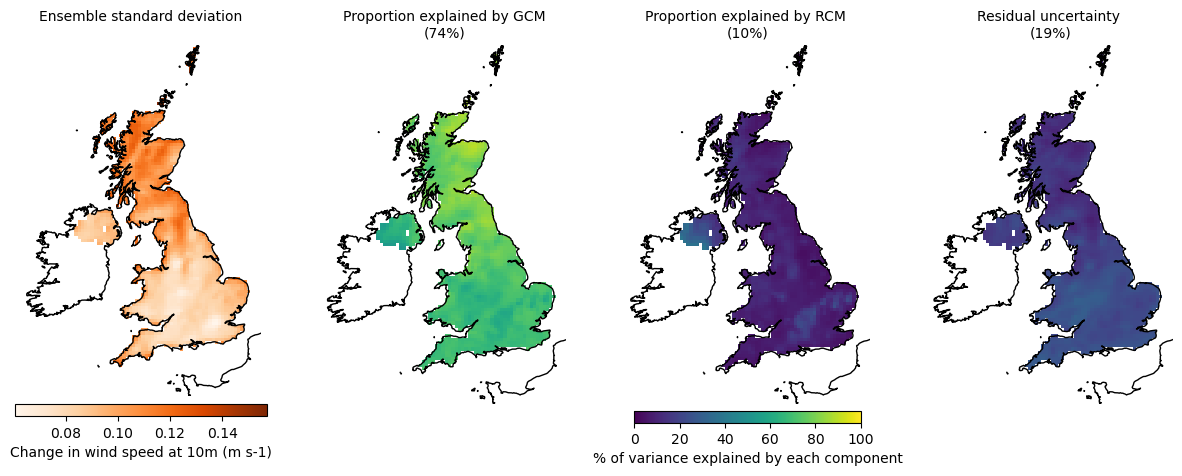 Ensemble standard deviation
Proportion explained by GCM
(74%)
Proportion explained by RCM
(10%)
Residual uncertainty
(19%)
0.08 0.10 0.12 0.14
Change in wind speed at 10m (m s-1)
0 20 40 60 80 100
% of variance explained by each component